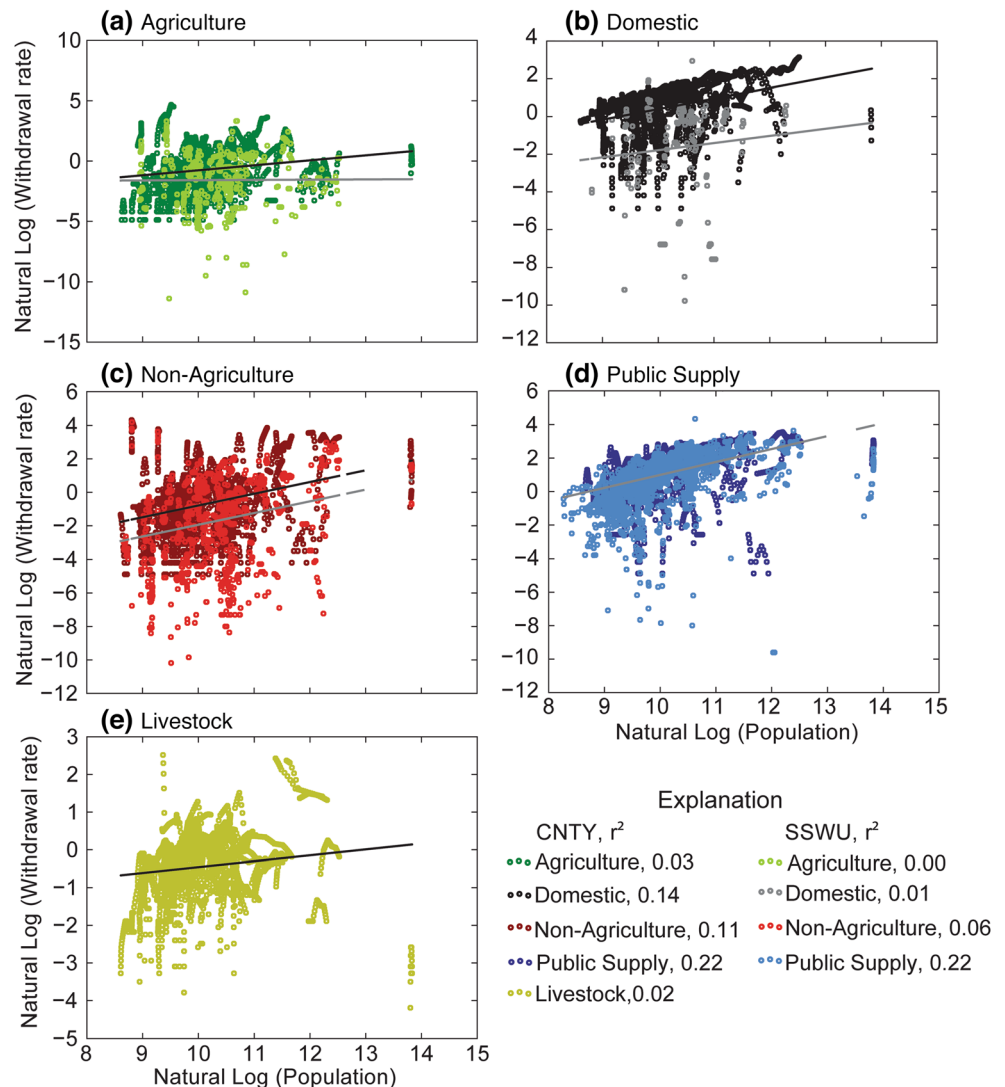 (a) Agriculture
Natural Log (Withdrawal rate)
10
5
0
−5
−10
−15
(b) Domestic
4
2
0
−2
−4
−6
−8
−10
−12
(c) Non-Agriculture
Natural Log (Withdrawal rate)
6
4
2
0
−2
−4
−6
−8
−10
−12
(d) Public Supply
6
4
2
0
−2
−4
−6
−8
−10
−12
8 9 10 11 12 13 14 15
Natural Log (Population)
(e) Livestock
Natural Log (Withdrawal rate)
3
2
1
0
−1
−2
−3
−4
−5
8 9 10 11 12 13 14 15
Natural Log (Population)
Explanation
CNTY, r² SSWU, r²
Agriculture, 0.03 Agriculture, 0.00
Domestic, 0.14 Domestic, 0.01
Non-Agriculture, 0.11 Non-Agriculture, 0.06
Public Supply, 0.22 Public Supply, 0.22
Livestock,0.02